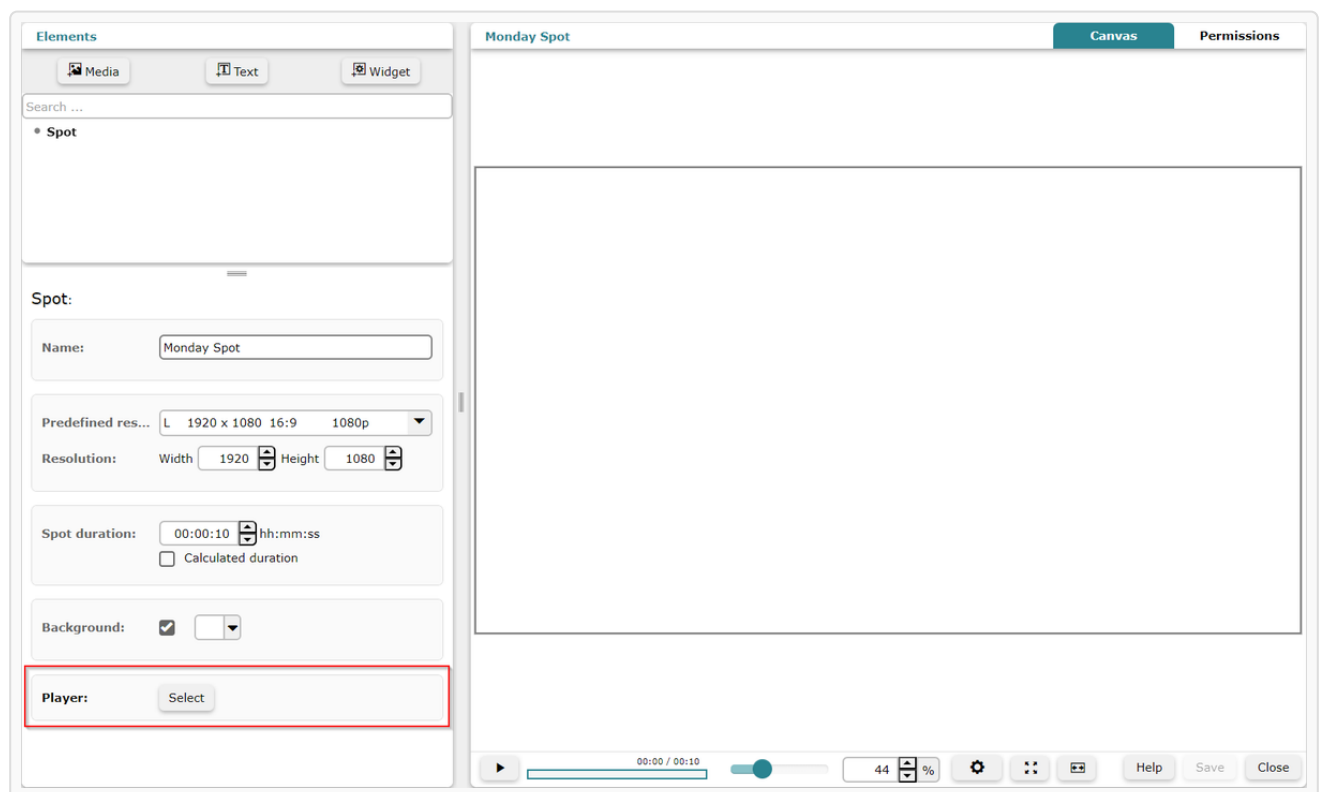 Elements
Media Text Widget
Search ...
Spot
Spot:
Name: Monday Spot
Predefined res... L 1920 x 1080 16:9 1080p
Resolution: Width 1920 Height 1080
Spot duration: 00:00:10 hh:mm:ss
Calculated duration
Background:
Player: Select
Monday Spot Canvas Permissions
00:00 / 00:10
44 % Help Save Close